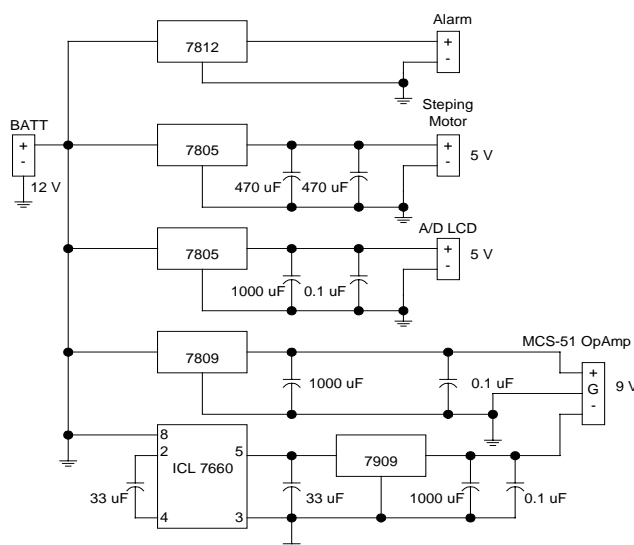 Alarm
7812
+
-
Steping
Motor
BATT
+
-
12 V
7805
470 uF 470 uF
+
-
5 V
A/D LCD
7805
1000 uF 0.1 uF
+
-
5 V
MCS-51 OpAmp
7809
1000 uF
0.1 uF
+
G
-
9 V
8
2
5
ICL 7660
4
3
33 uF
33 uF
7909
1000 uF
0.1 uF